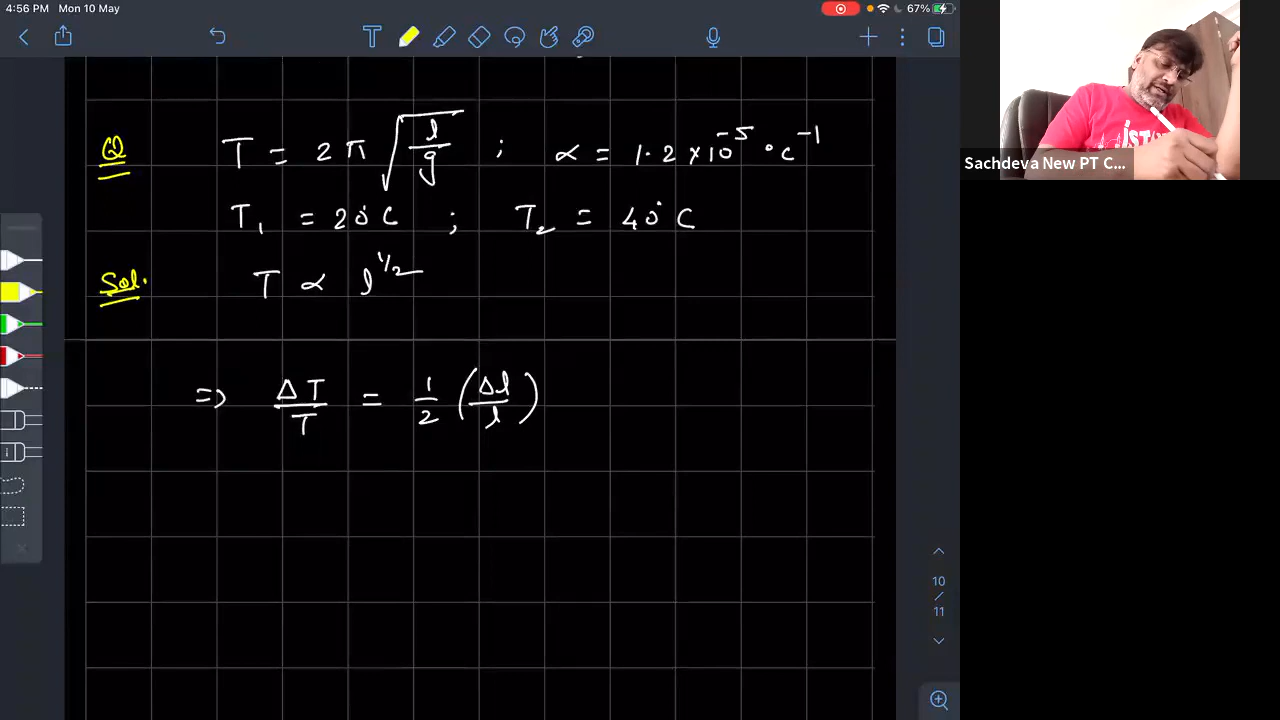 4:56 PM Mon 10 May
67%
Q T = 2π √(l/g) ; α = 1.2 × 10⁻⁵ °C⁻¹
T₁ = 20°C ; T₂ = 40°C
Sol. T ∝ l^1/2
⇒ ΔT/T = 1/2 (Δl/l)
10
/
11
Sachdeva New PT C...